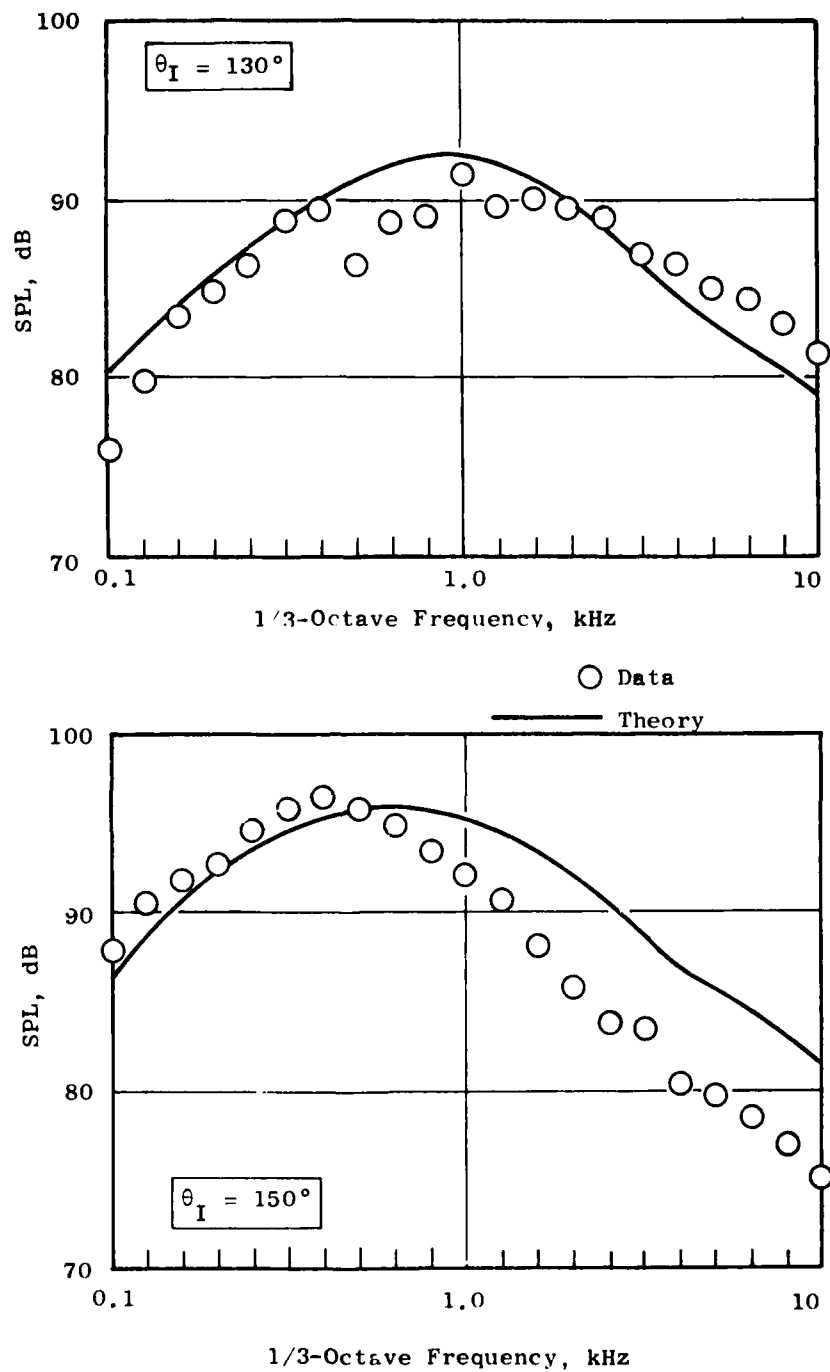 100
θI = 130°
90
SPL, dB
80
70
0.1 1.0 10
1/3-Octave Frequency, kHz
Data
Theory
100
90
SPL, dB
80
θI = 150°
70
0.1 1.0 10
1/3-Octave Frequency, kHz